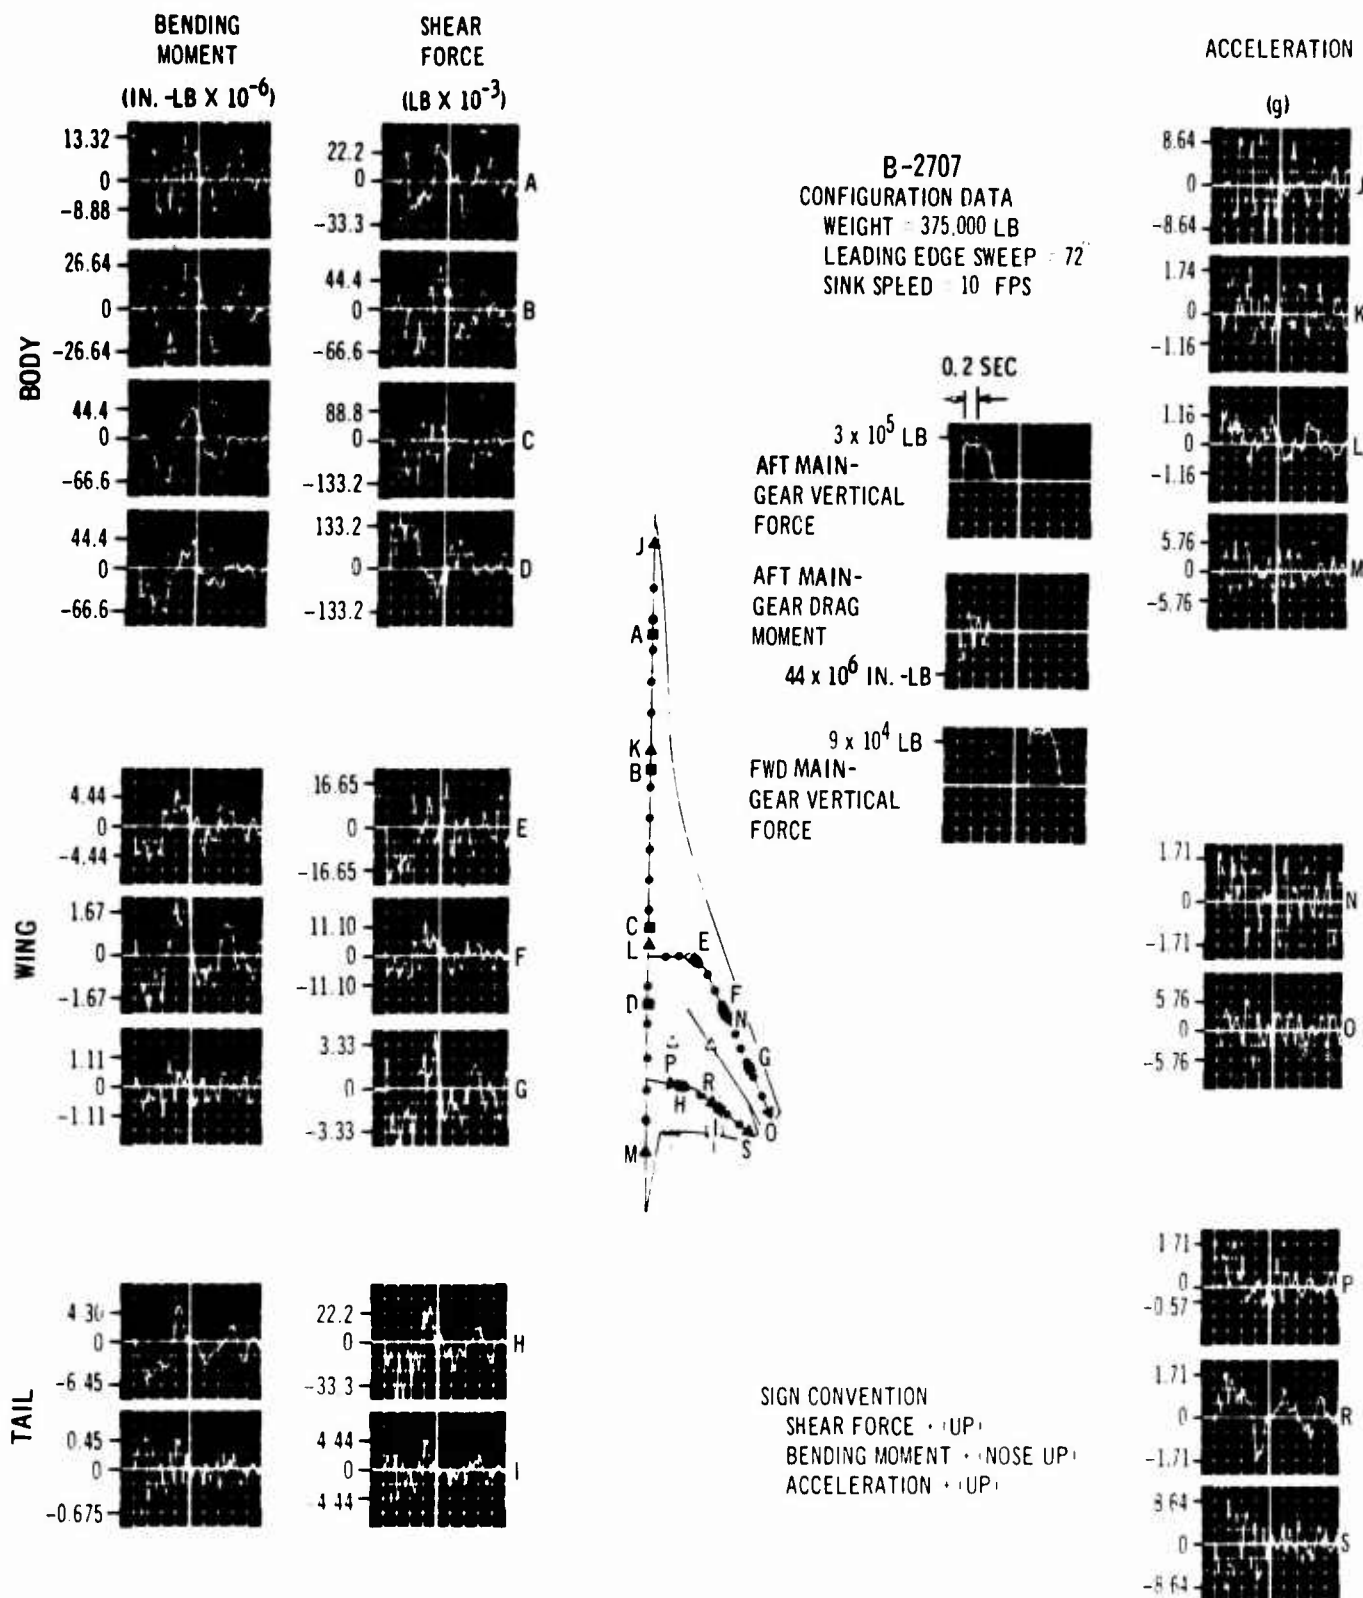 BENDING
MOMENT
(IN. -LB X 10⁻⁶)
SHEAR
FORCE
(LB X 10⁻³)
ACCELERATION
(g)
BODY
13.32
0
-8.88
22.2
0
-33.3
A
26.64
0
-26.64
44.4
0
-66.6
B
44.4
0
-66.6
88.8
0
-133.2
C
44.4
0
-66.6
133.2
0
-133.2
D
WING
4.44
0
-4.44
16.65
0
-16.65
E
1.67
0
-1.67
11.10
0
-11.10
F
1.11
0
-1.11
3.33
0
-3.33
G
TAIL
4 30
0
-6 45
22.2
0
-33 3
H
0.45
0
-0.675
4 44
0
4 44
I
B-2707
CONFIGURATION DATA
WEIGHT = 375,000 LB
LEADING EDGE SWEEP = 72°
SINK SPEED = 10 FPS
0.2 SEC
3 x 10⁵ LB
AFT MAIN-
GEAR VERTICAL
FORCE
AFT MAIN-
GEAR DRAG
MOMENT
44 x 10⁶ IN. -LB
9 x 10⁴ LB
FWD MAIN-
GEAR VERTICAL
FORCE
J
A
K
B
C
L
E
D
F
N
G
P
R
H
O
I
S
M
8.64
0
-8.64
J
1.74
0
-1.16
K
1.16
0
-1.16
L
5.76
0
-5.76
M
1.71
0
-1.71
N
5.76
0
-5.76
O
1 71
0
-0 57
P
1.71
0
-1.71
R
8 64
0
-8 64
S
SIGN CONVENTION
SHEAR FORCE + (UP)
BENDING MOMENT + (NOSE UP)
ACCELERATION + (UP)